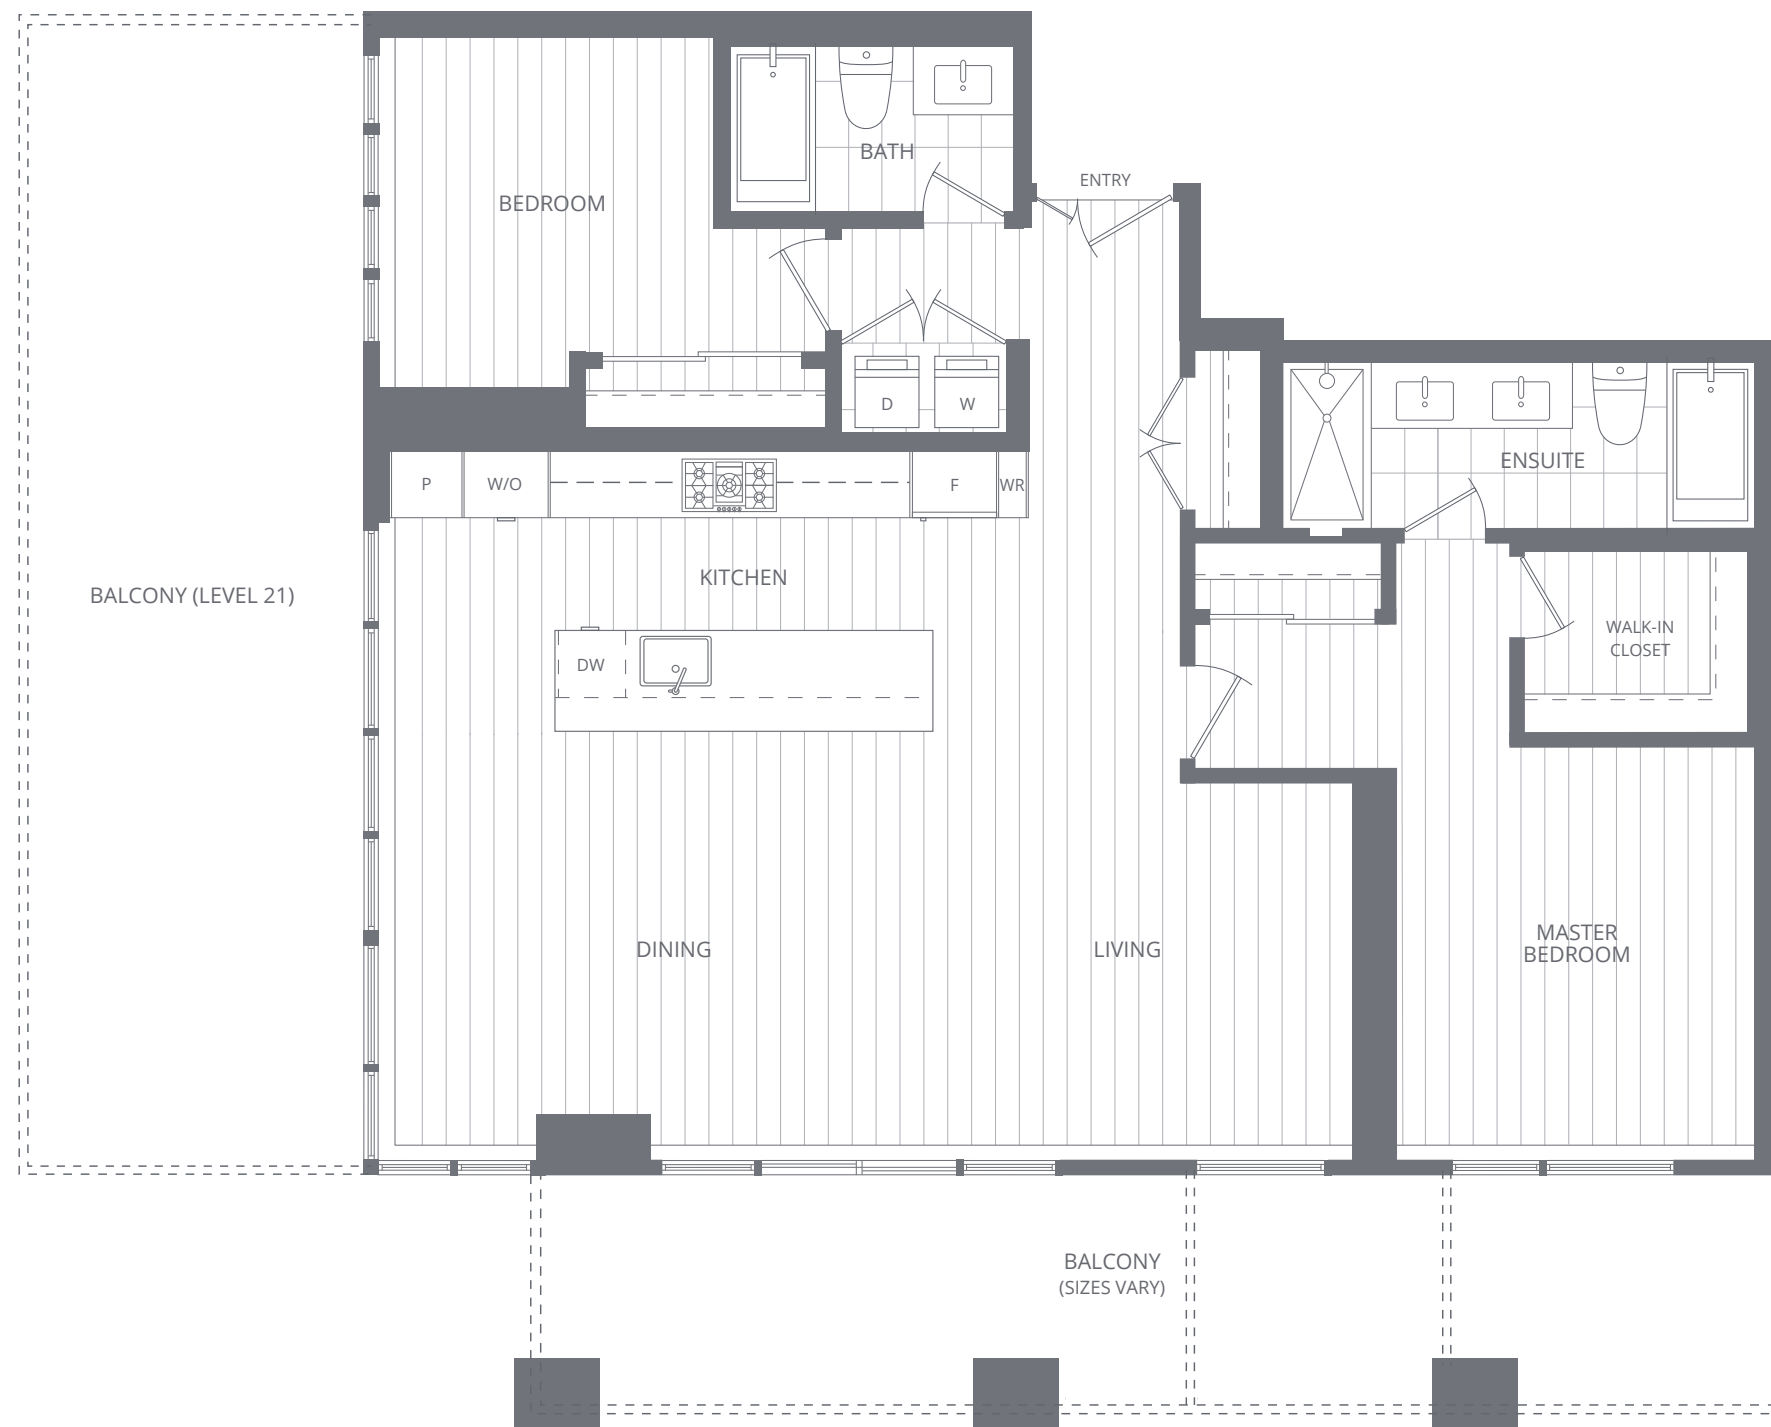 BATH
ENTRY
BEDROOM
D
W
ENSUITE
P
W/O
F
WR
KITCHEN
BALCONY (LEVEL 21)
WALK-IN
CLOSET
DW
MASTER
BEDROOM
DINING
LIVING
BALCONY
(SIZES VARY)